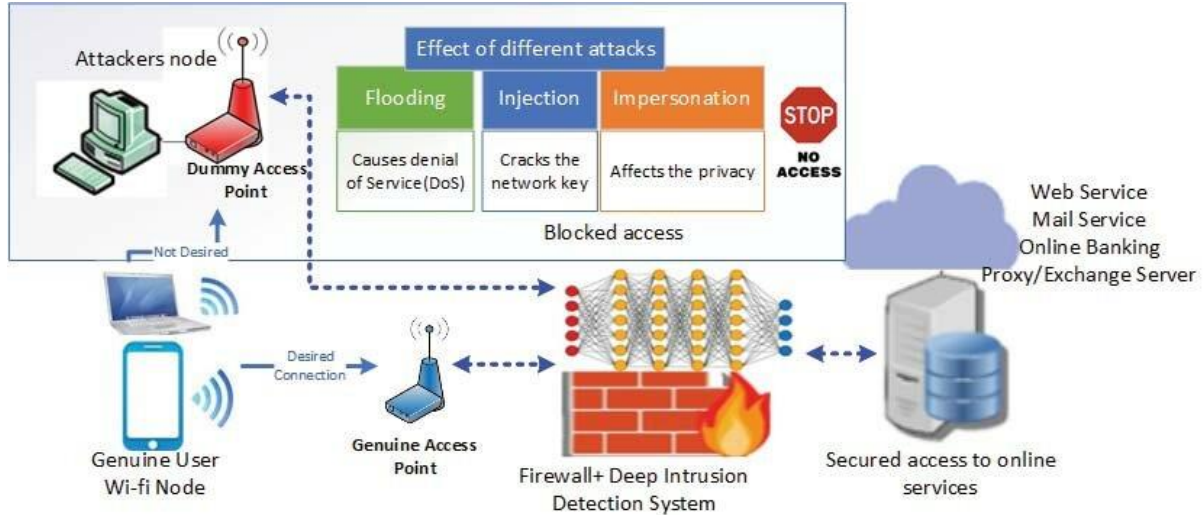 Attackers node
Effect of different attacks
Flooding
Injection
Impersonation
Causes denial
of Service(DoS)
Cracks the
network key
Affects the privacy
STOP
NO
ACCESS
Dummy Access
Point
Blocked access
Not Desired
Web Service
Mail Service
Online Banking
Proxy/Exchange Server
Desired
Connection
Genuine Access
Point
Genuine User
Wi-fi Node
Firewall+ Deep Intrusion
Detection System
Secured access to online
services